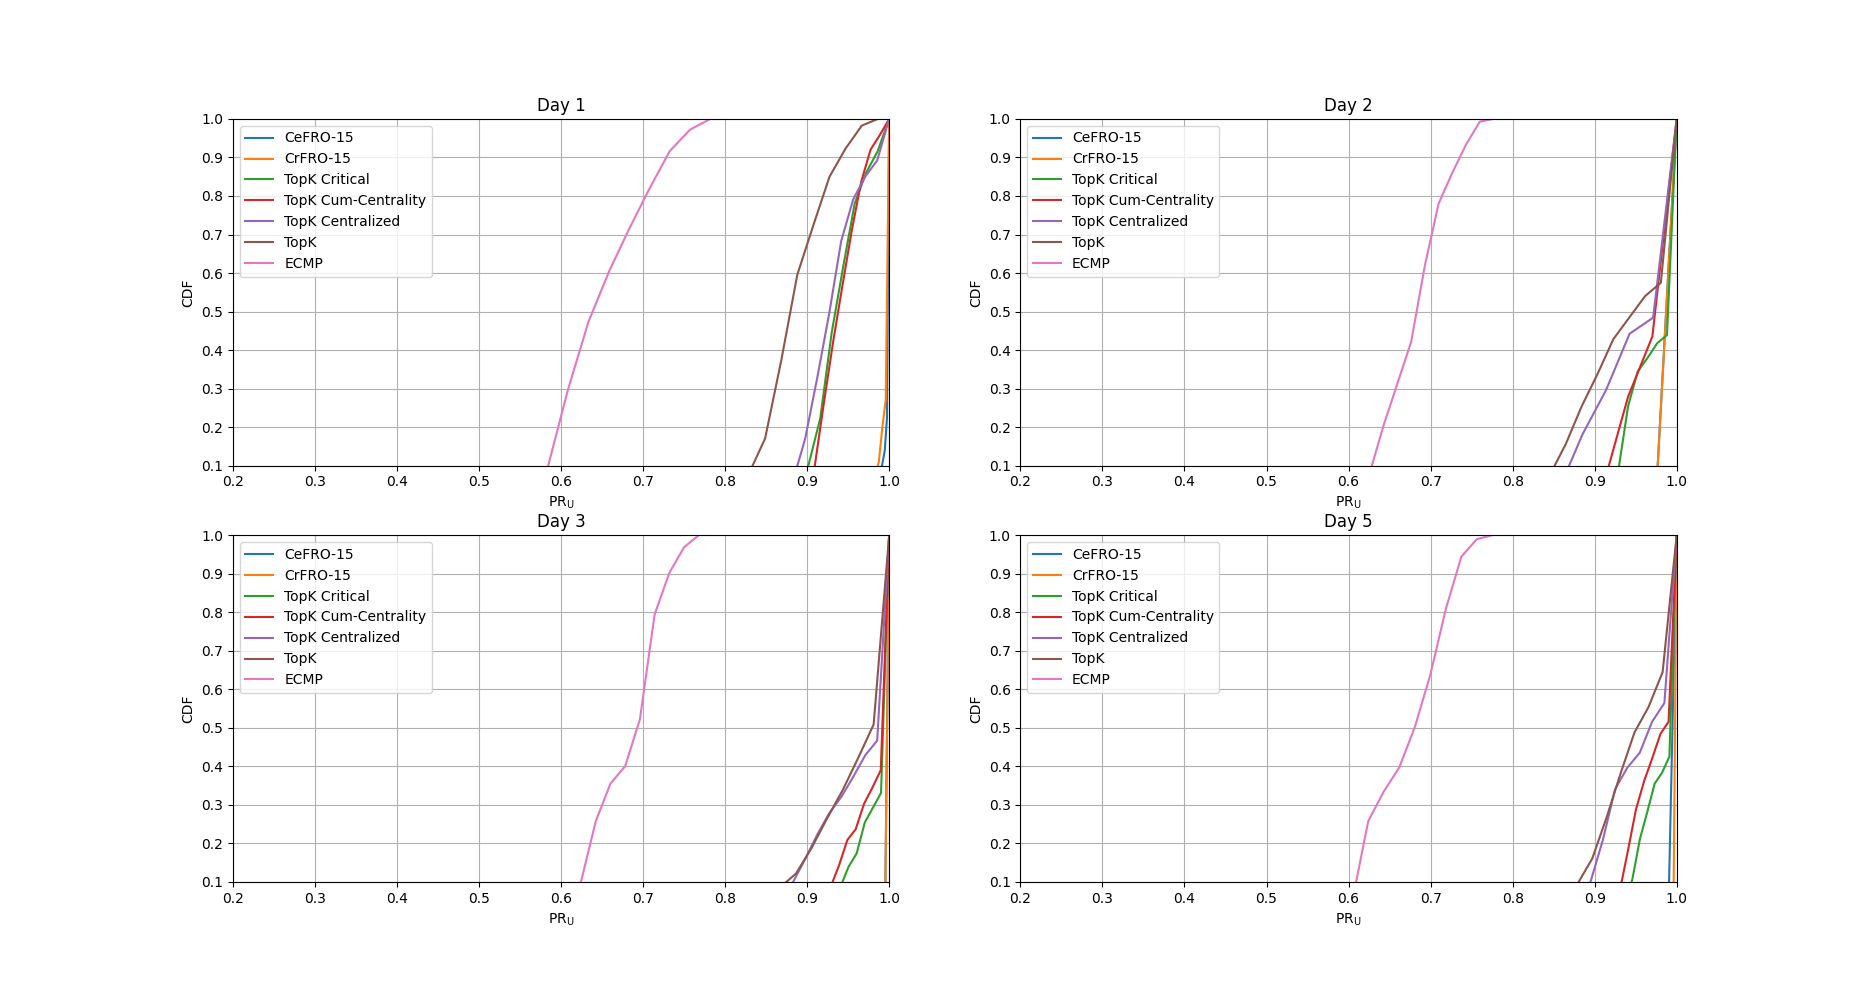 Day 1
1.0
0.9
0.8
0.7
0.6
0.5
0.4
0.3
0.2
0.1
CDF
CeFRO-15
CrFRO-15
TopK Critical
TopK Cum-Centrality
TopK Centralized
TopK
ECMP
0.2 0.3 0.4 0.5 0.6 0.7 0.8 0.9 1.0
PR_U
Day 2
1.0
0.9
0.8
0.7
0.6
0.5
0.4
0.3
0.2
0.1
CDF
CeFRO-15
CrFRO-15
TopK Critical
TopK Cum-Centrality
TopK Centralized
TopK
ECMP
0.2 0.3 0.4 0.5 0.6 0.7 0.8 0.9 1.0
PR_U
Day 3
1.0
0.9
0.8
0.7
0.6
0.5
0.4
0.3
0.2
0.1
CDF
CeFRO-15
CrFRO-15
TopK Critical
TopK Cum-Centrality
TopK Centralized
TopK
ECMP
0.2 0.3 0.4 0.5 0.6 0.7 0.8 0.9 1.0
PR_U
Day 5
1.0
0.9
0.8
0.7
0.6
0.5
0.4
0.3
0.2
0.1
CDF
CeFRO-15
CrFRO-15
TopK Critical
TopK Cum-Centrality
TopK Centralized
TopK
ECMP
0.2 0.3 0.4 0.5 0.6 0.7 0.8 0.9 1.0
PR_U